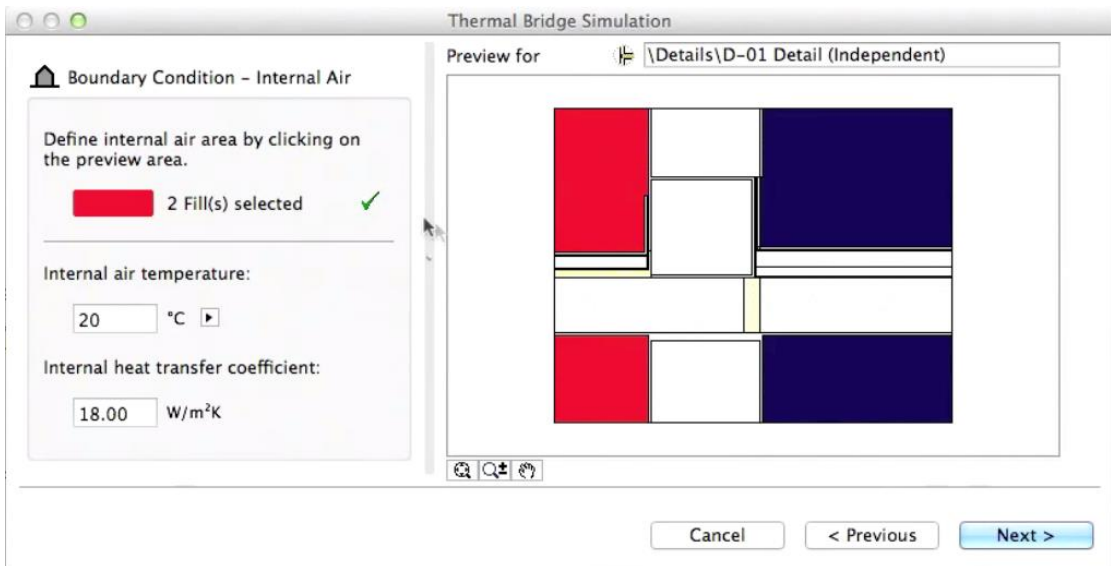 Thermal Bridge Simulation
Boundary Condition - Internal Air
Define internal air area by clicking on
the preview area.
2 Fill(s) selected
Internal air temperature:
20 °C
Internal heat transfer coefficient:
18.00 W/m²K
Preview for \Details\D-01 Detail (Independent)
Cancel < Previous Next >